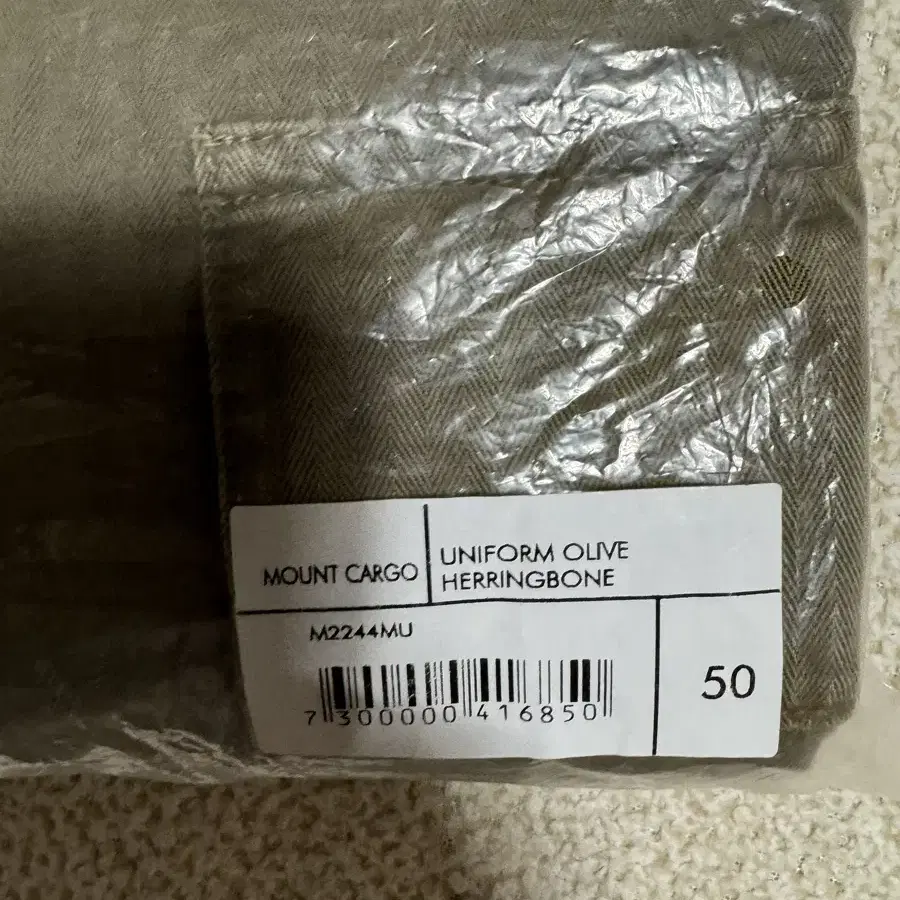 MOUNT CARGO
UNIFORM OLIVE
HERRINGBONE
M2244MU
7 300000 416850
50